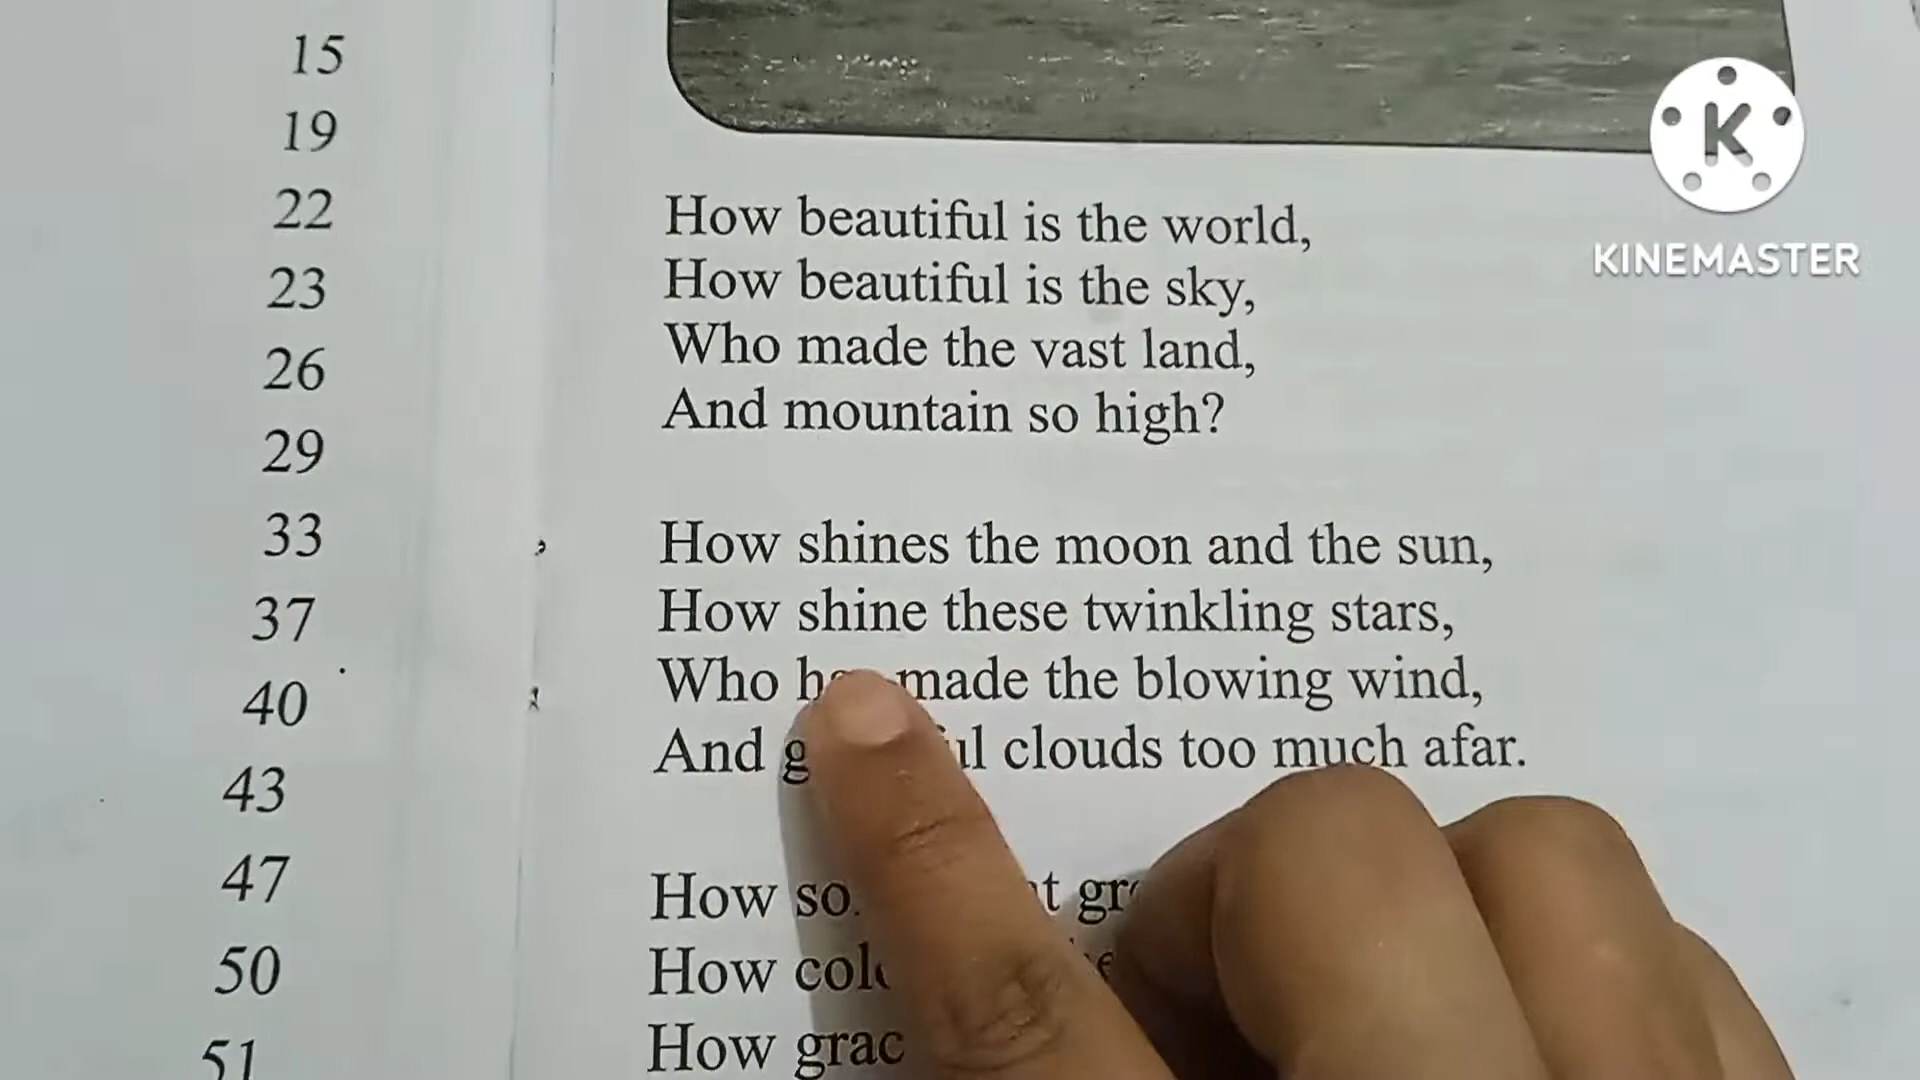 15
19
22
23
26
29
33
37
40
43
47
50
51
How beautiful is the world,
How beautiful is the sky,
Who made the vast land,
And mountain so high?
How shines the moon and the sun,
How shine these twinkling stars,
Who made the blowing wind,
And clouds too much afar.
How
How
How
K
KINEMASTER